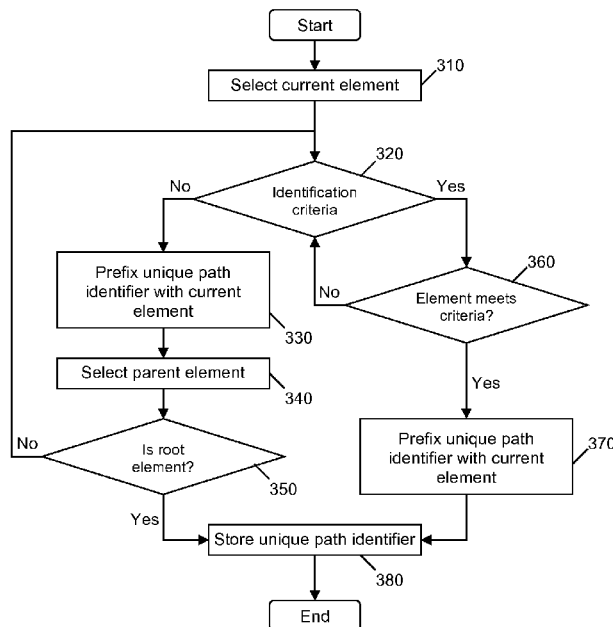 Start
310
Select current element
320
No
Identification
criteria
Yes
360
Prefix unique path
identifier with current
element
330
No
Element meets
criteria?
Select parent element
340
Yes
No
Is root
element?
350
Prefix unique path
identifier with current
element
370
Yes
Store unique path identifier
380
End